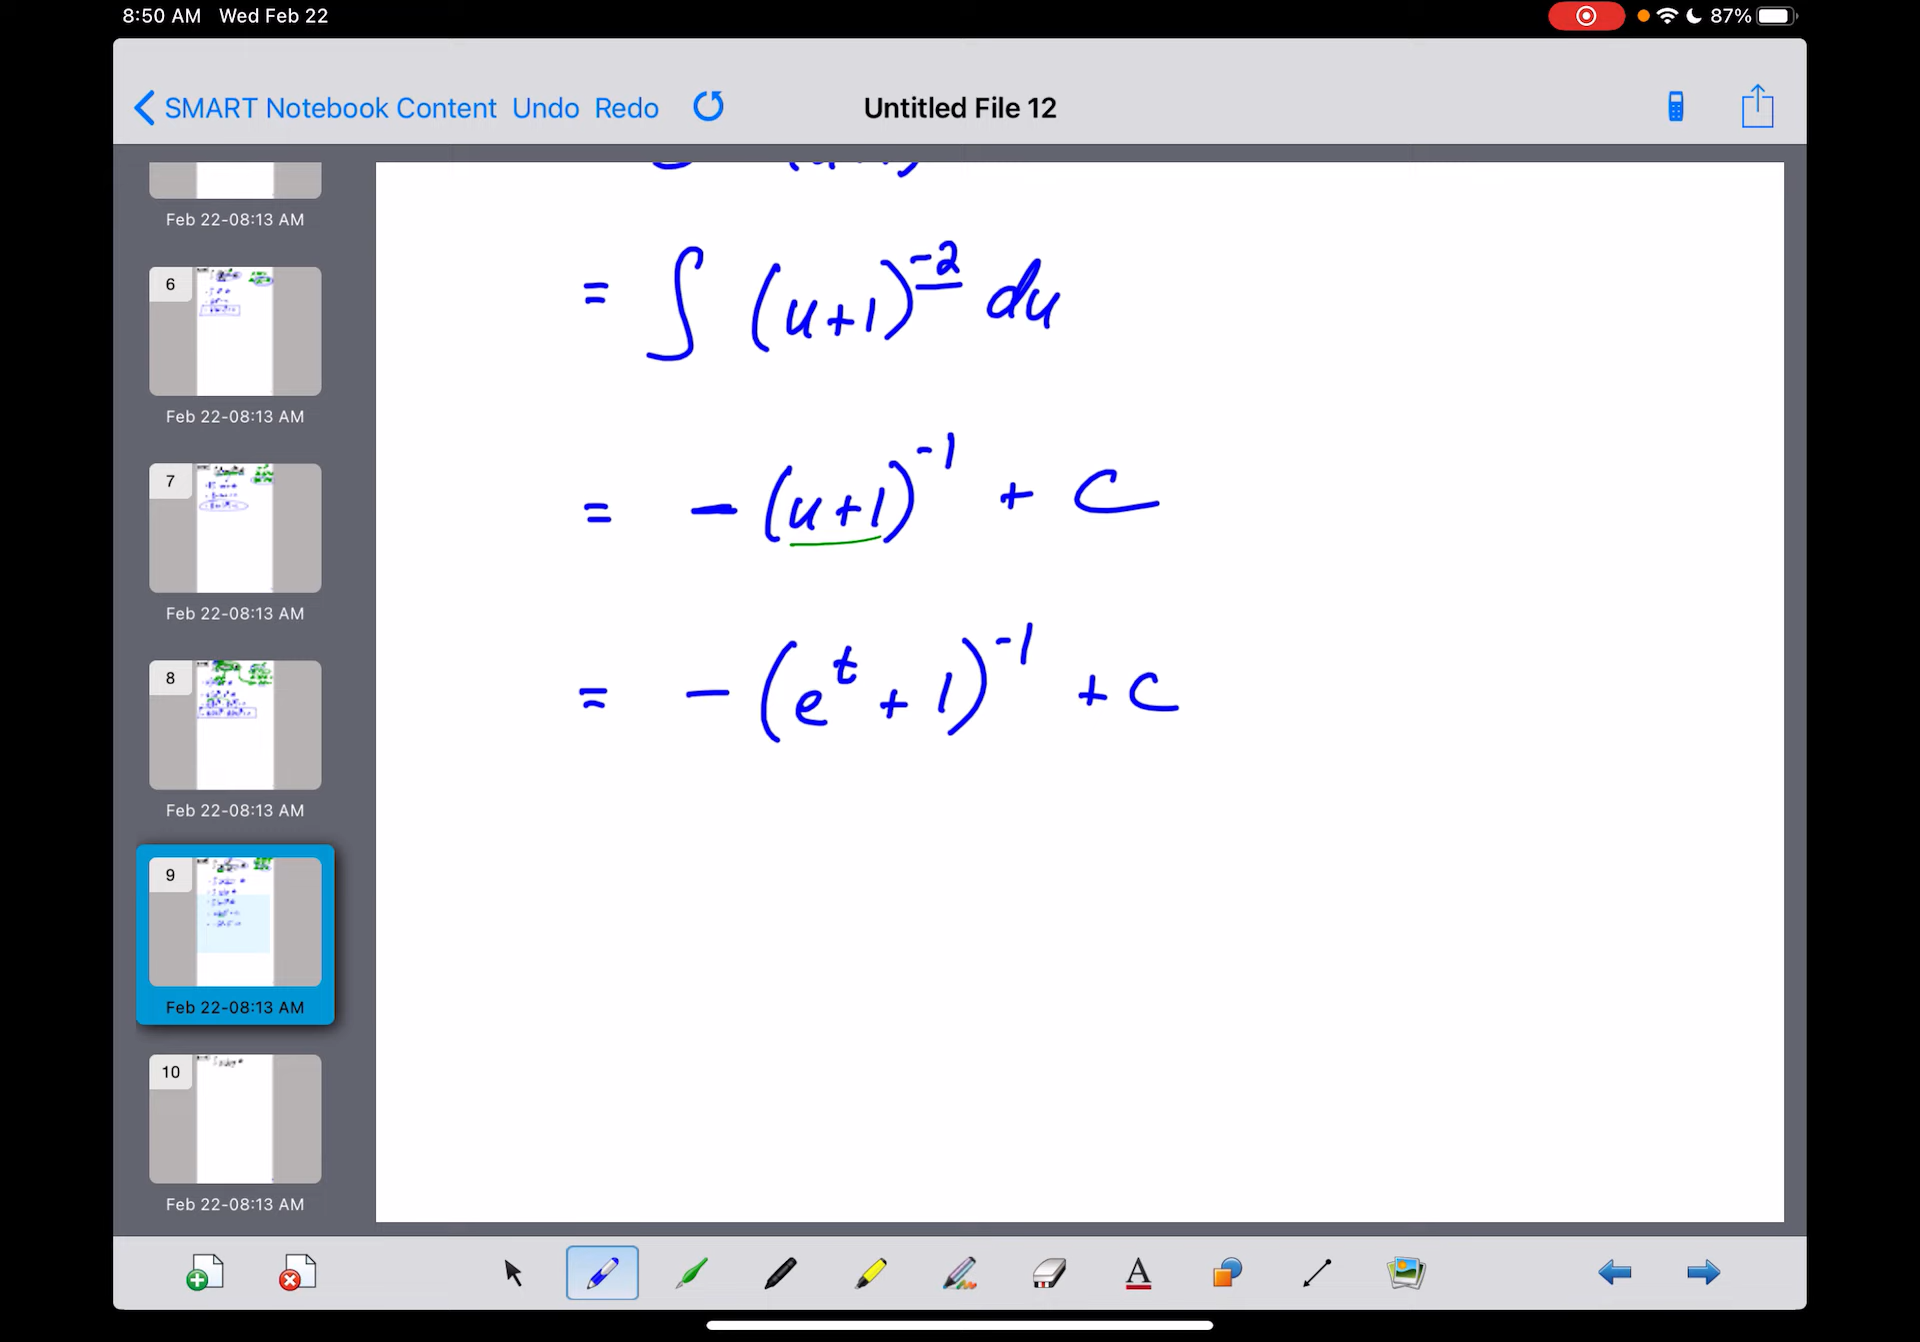 8:50 AM Wed Feb 22 87%
SMART Notebook Content Undo Redo Untitled File 12
Feb 22-08:13 AM
6
Feb 22-08:13 AM
7
Feb 22-08:13 AM
8
Feb 22-08:13 AM
9
Feb 22-08:13 AM
10
Feb 22-08:13 AM
= ∫ (u+1)⁻² du
= -(u+1)⁻¹ + C
= -(eᵗ + 1)⁻¹ + C
A